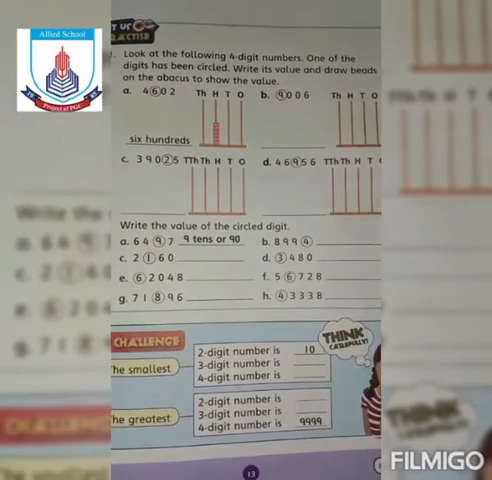 Allied School
Project of PGC
1985
Look at the following 4-digit numbers. One of the
digits has been circled. Write its value and draw beads
on the abacus to show the value.
a. 4 6 0 2 Th H T O b. 9 0 0 6 Th H T O
six hundreds
c. 3 9 0 2 5 TTh Th H T O d. 4 6 9 5 6 TTh Th H T
Write the value of the circled digit.
a. 6 4 9 7 9 tens or 90 b. 8 9 9 4
c. 2 1 6 0 d. 3 4 8 0
e. 6 2 0 4 8 f. 5 6 7 2 8
g. 7 1 8 9 6 h. 4 3 3 3 8
CHALLENGE
THINK
CAREFULLY!
2-digit number is 10
he smallest 3-digit number is
4-digit number is
2-digit number is
he greatest 3-digit number is
4-digit number is 9999
13
FILMIGO